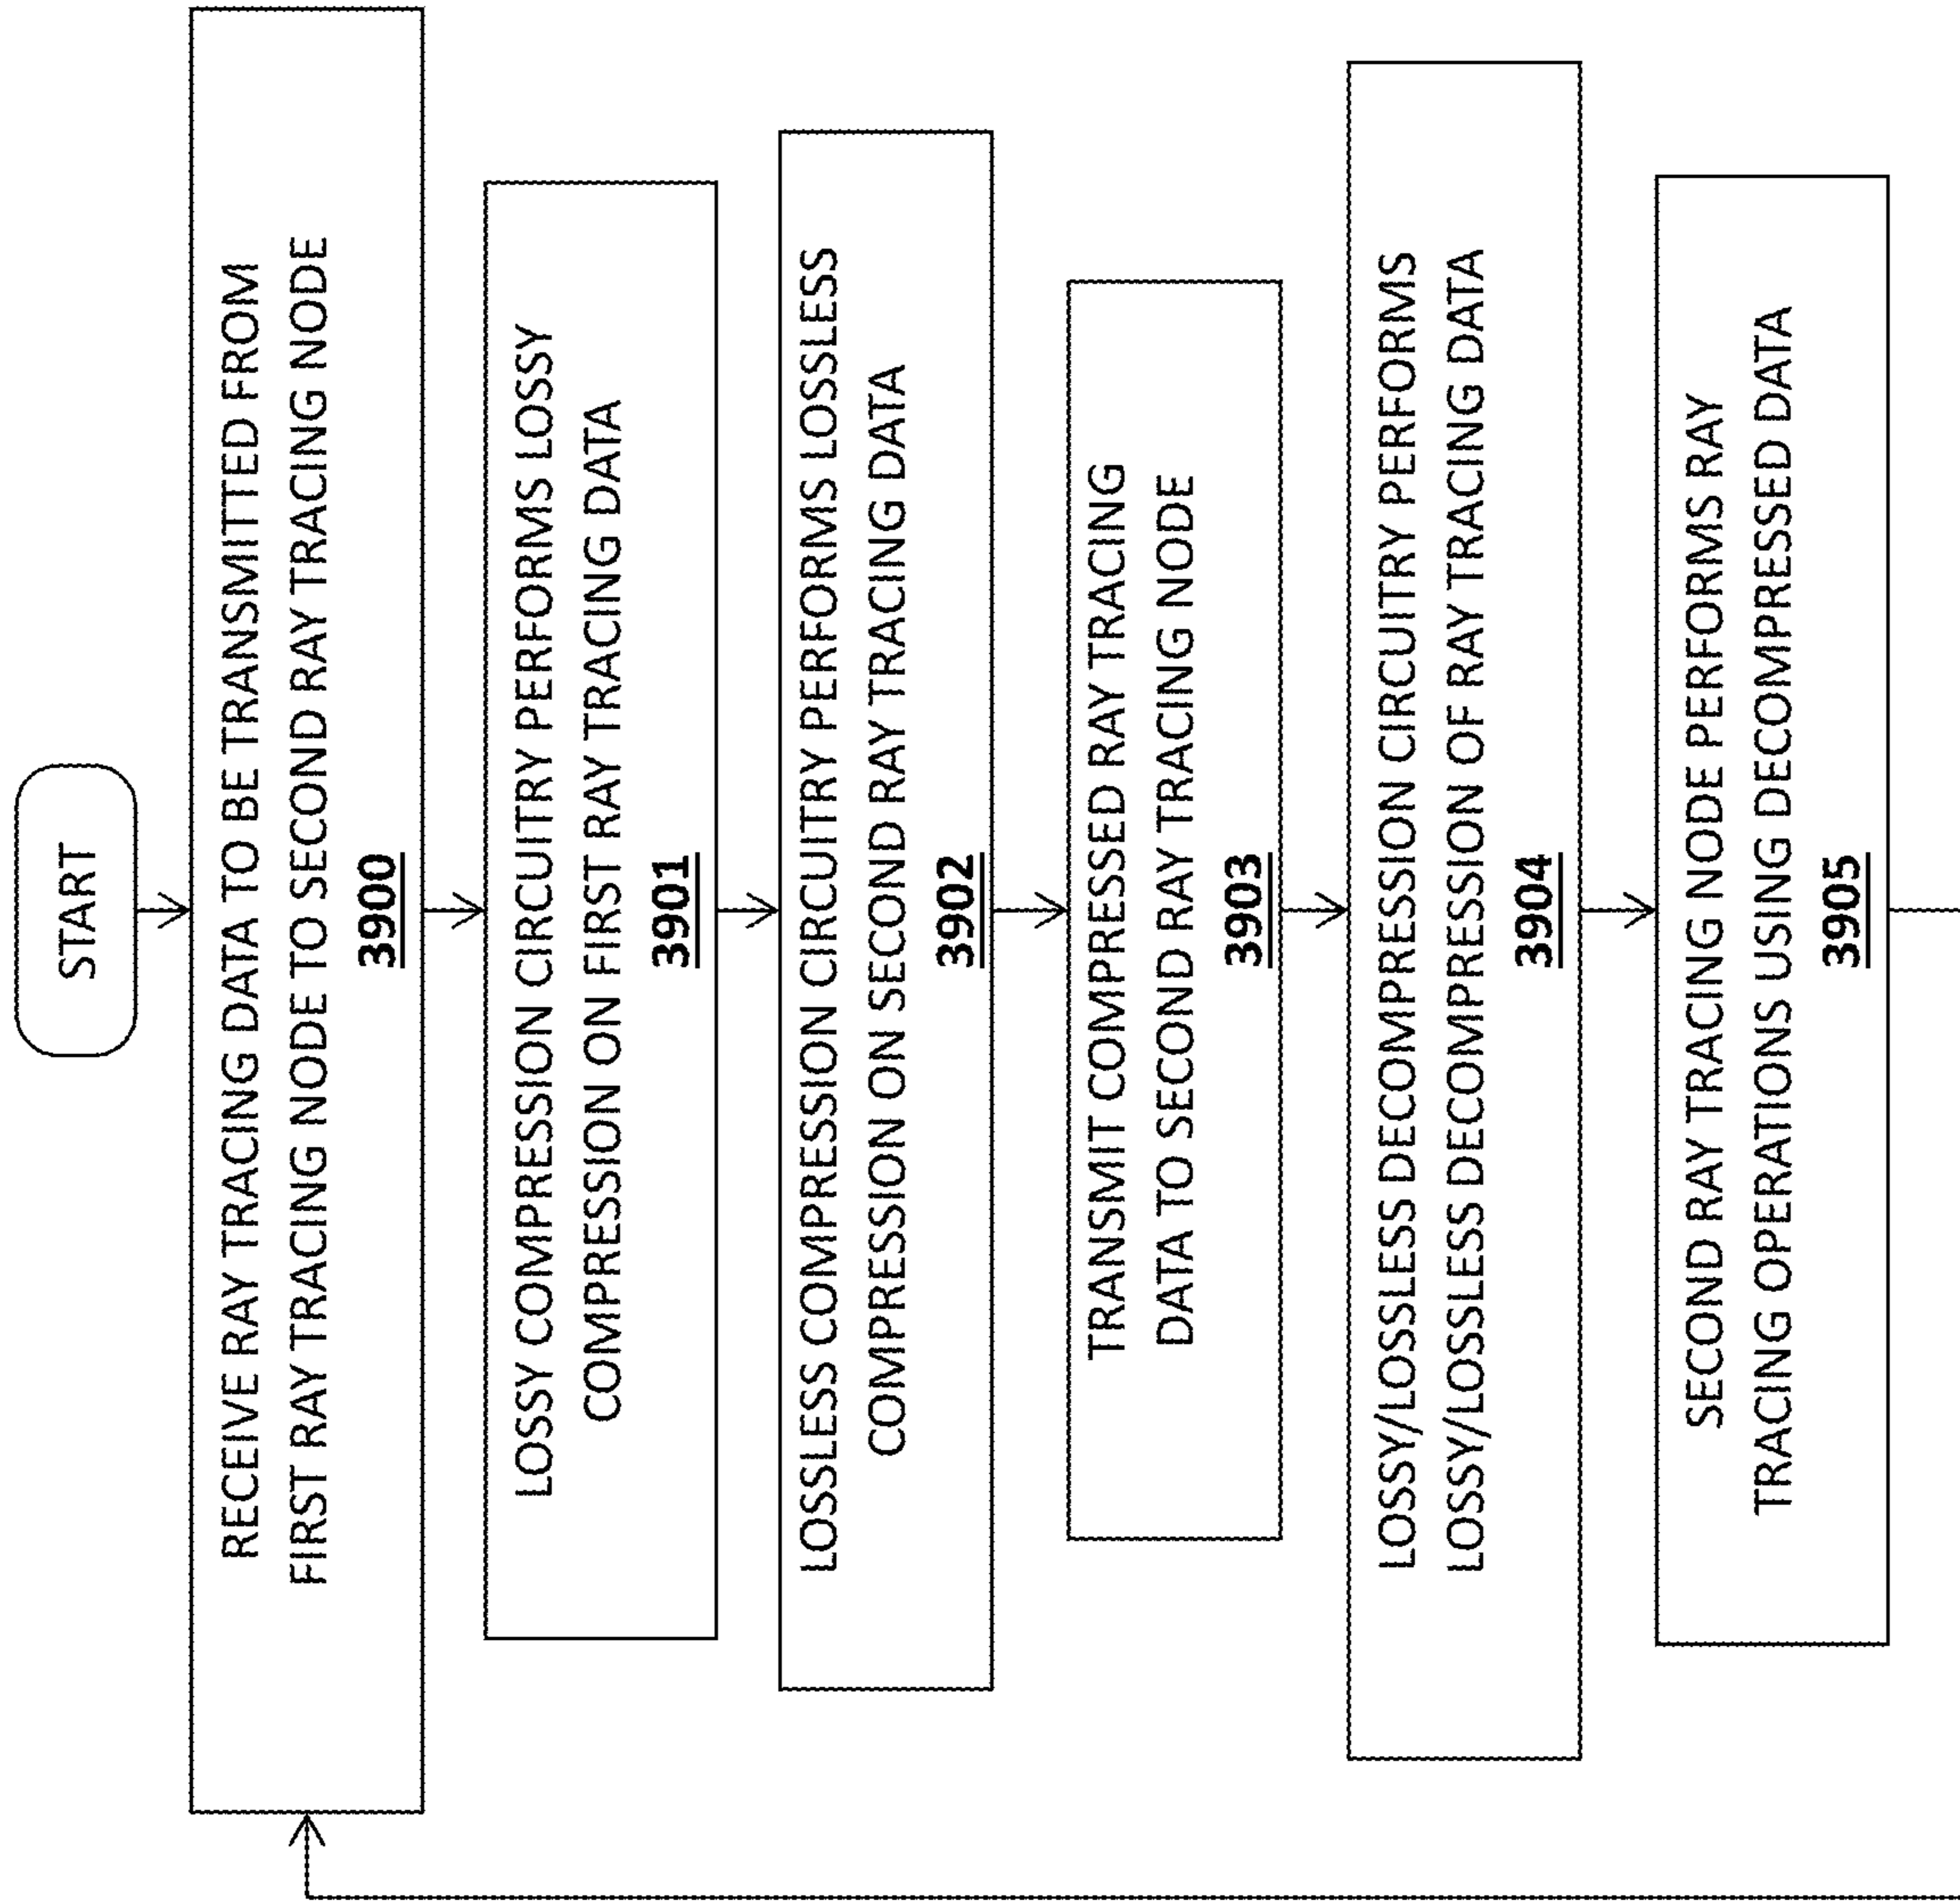 START
RECEIVE RAY TRACING DATA TO BE TRANSMITTED FROM
FIRST RAY TRACING NODE TO SECOND RAY TRACING NODE
3900
LOSSY COMPRESSION CIRCUITRY PERFORMS LOSSY
COMPRESSION ON FIRST RAY TRACING DATA
3901
LOSSLESS COMPRESSION CIRCUITRY PERFORMS LOSSLESS
COMPRESSION ON SECOND RAY TRACING DATA
3902
TRANSMIT COMPRESSED RAY TRACING
DATA TO SECOND RAY TRACING NODE
3903
LOSSY/LOSSLESS DECOMPRESSION CIRCUITRY PERFORMS
LOSSY/LOSSLESS DECOMPRESSION OF RAY TRACING DATA
3904
SECOND RAY TRACING NODE PERFORMS RAY
TRACING OPERATIONS USING DECOMPRESSED DATA
3905